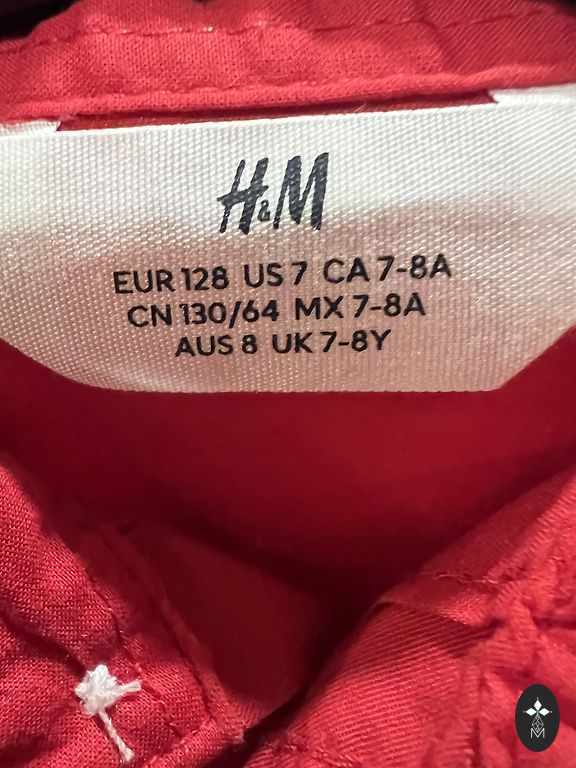 H&M
EUR 128 US 7 CA 7-8A
CN 130/64 MX 7-8A
AUS 8 UK 7-8Y
M